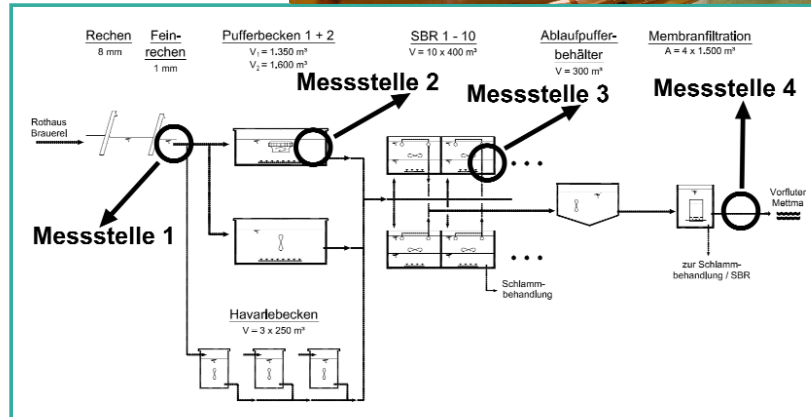 Rechen
8 mm
Fein-
rechen
1 mm
Pufferbecken 1 + 2
V₁ = 1.350 m³
V₂ = 1.600 m³
SBR 1 - 10
V = 10 x 400 m³
Ablaufpuffer-
behälter
V = 300 m³
Membranfiltration
A = 4 x 1.500 m²
Messstelle 2
Messstelle 3
Messstelle 4
Rothaus
Brauerei
Messstelle 1
Vorfluter
Mettma
Schlamm-
behandlung
zur Schlamm-
behandlung / SBR
Havariebecken
V = 3 x 250 m³